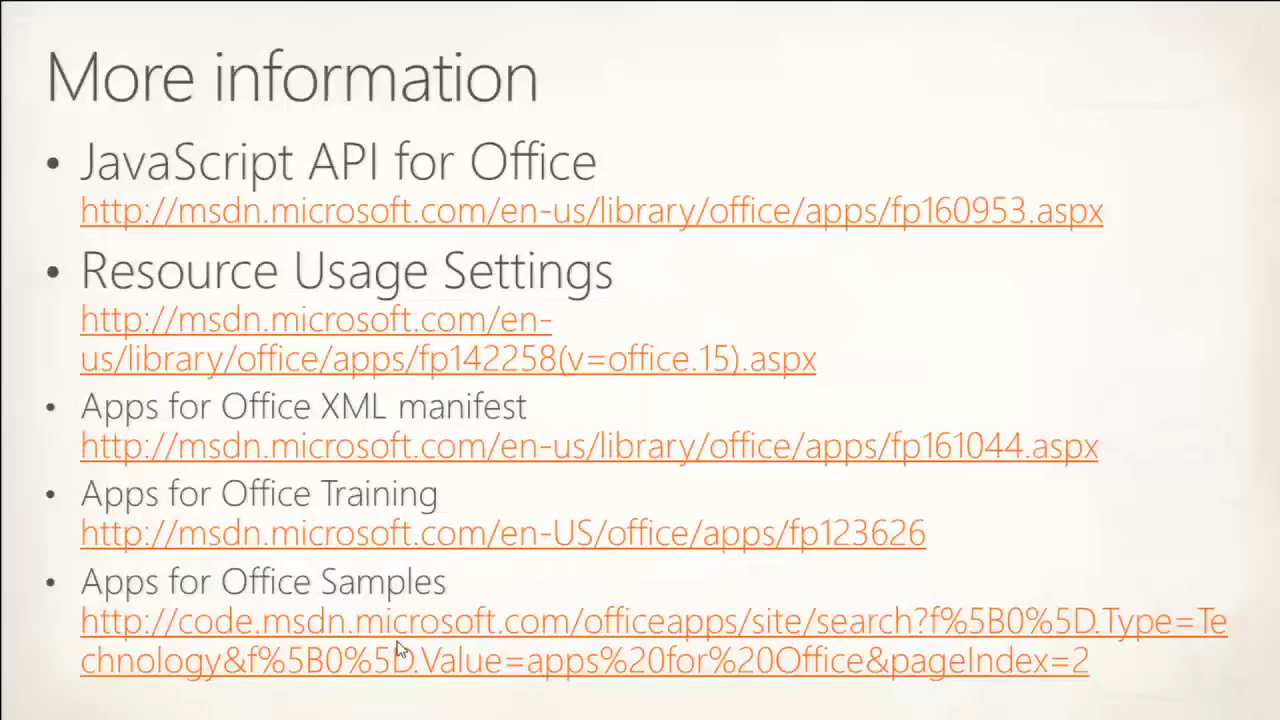 More information
• JavaScript API for Office
http://msdn.microsoft.com/en-us/library/office/apps/fp160953.aspx
• Resource Usage Settings
http://msdn.microsoft.com/en-
us/library/office/apps/fp142258(v=office.15).aspx
• Apps for Office XML manifest
http://msdn.microsoft.com/en-us/library/office/apps/fp161044.aspx
• Apps for Office Training
http://msdn.microsoft.com/en-US/office/apps/fp123626
• Apps for Office Samples
http://code.msdn.microsoft.com/officeapps/site/search?f%5B0%5D.Type=Te
chnology&f%5B0%5D.Value=apps%20for%20Office&pageIndex=2